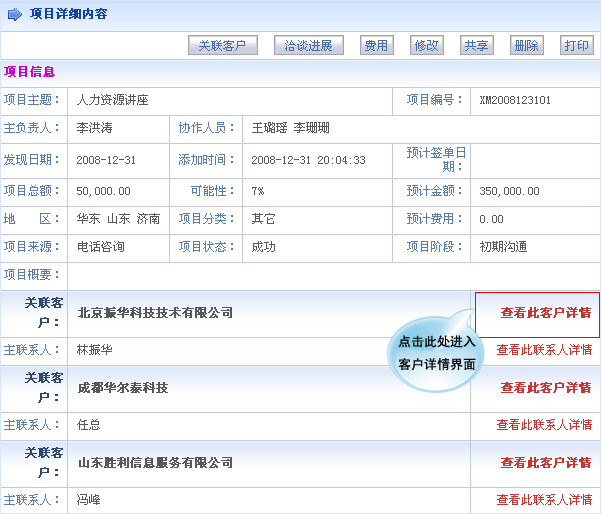 项目详细内容
关联客户 洽谈进展 费用 修改 共享 删除 打印
项目信息
项目主题： 人力资源讲座 项目编号： XM2008123101
主负责人： 李洪涛 协作人员： 王璐瑶 李珊珊
发现日期： 2008-12-31 添加时间： 2008-12-31 20:04:33 预计签单日期：
项目总额： 50,000.00 可能性： 7% 预计金额： 350,000.00
地 区： 华东 山东 济南 项目分类： 其它 预计费用： 0.00
项目来源： 电话咨询 项目状态： 成功 项目阶段： 初期沟通
项目概要：
关联客户： 北京振华科技技术有限公司 查看此客户详情
点击此处进入
客户详情界面
主联系人： 林振华 查看此联系人详情
关联客户： 成都华尔泰科技 查看此客户详情
主联系人： 任总 查看此联系人详情
关联客户： 山东胜利信息服务有限公司 查看此客户详情
主联系人： 冯峰 查看此联系人详情